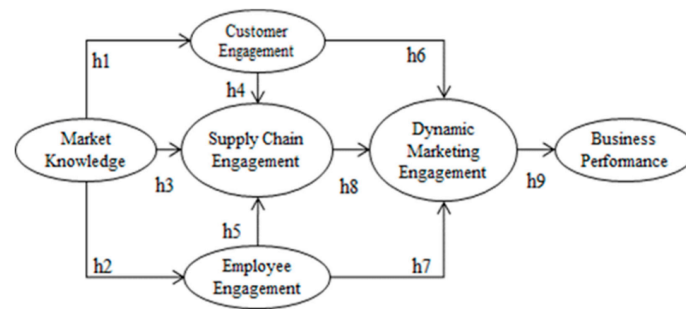 Customer
Engagement
h1
h6
h4
Market
Knowledge
Supply Chain
Engagement
Dynamic
Marketing
Engagement
Business
Performance
h3
h8
h9
h5
h2
Employee
Engagement
h7